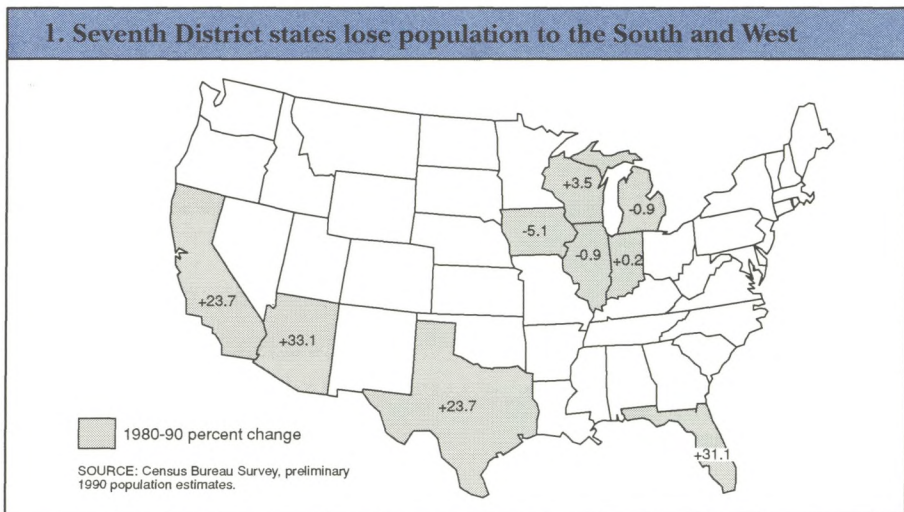 1. Seventh District states lose population to the South and West
+3.5
-0.9
-5.1
-0.9
+0.2
+23.7
+33.1
+23.7
+31.1
1980-90 percent change
SOURCE: Census Bureau Survey, preliminary
1990 population estimates.